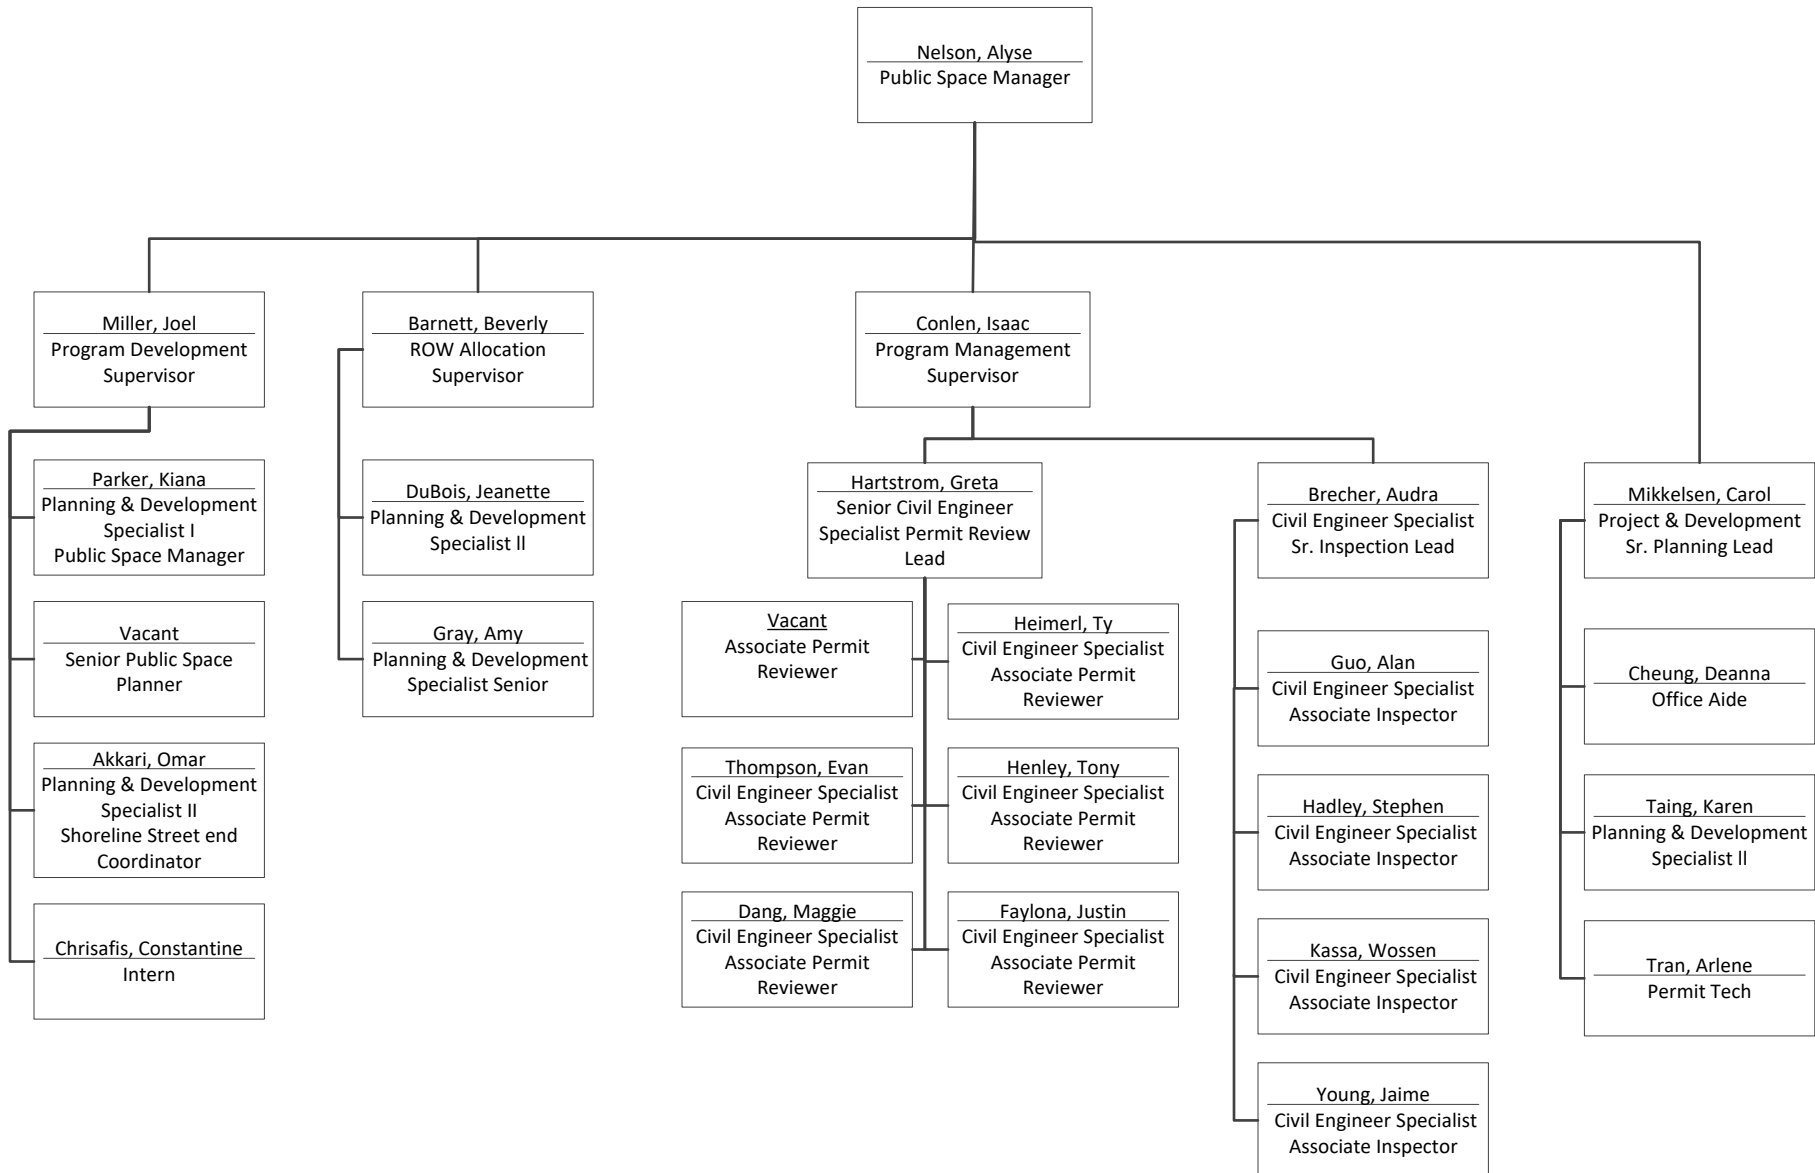 Nelson, Alyse
Public Space Manager
Miller, Joel
Program Development
Supervisor
Barnett, Beverly
ROW Allocation
Supervisor
Conlen, Isaac
Program Management
Supervisor
Parker, Kiana
Planning & Development
Specialist I
Public Space Manager
DuBois, Jeanette
Planning & Development
Specialist ll
Hartstrom, Greta
Senior Civil Engineer
Specialist Permit Review
Lead
Brecher, Audra
Civil Engineer Specialist
Sr. Inspection Lead
Mikkelsen, Carol
Project & Development
Sr. Planning Lead
Vacant
Senior Public Space
Planner
Gray, Amy
Planning & Development
Specialist Senior
Vacant
Associate Permit
Reviewer
Heimerl, Ty
Civil Engineer Specialist
Associate Permit
Reviewer
Guo, Alan
Civil Engineer Specialist
Associate Inspector
Cheung, Deanna
Office Aide
Akkari, Omar
Planning & Development
Specialist II
Shoreline Street end
Coordinator
Thompson, Evan
Civil Engineer Specialist
Associate Permit
Reviewer
Henley, Tony
Civil Engineer Specialist
Associate Permit
Reviewer
Hadley, Stephen
Civil Engineer Specialist
Associate Inspector
Taing, Karen
Planning & Development
Specialist ll
Chrisafis, Constantine
Intern
Dang, Maggie
Civil Engineer Specialist
Associate Permit
Reviewer
Faylona, Justin
Civil Engineer Specialist
Associate Permit
Reviewer
Kassa, Wossen
Civil Engineer Specialist
Associate Inspector
Tran, Arlene
Permit Tech
Young, Jaime
Civil Engineer Specialist
Associate Inspector